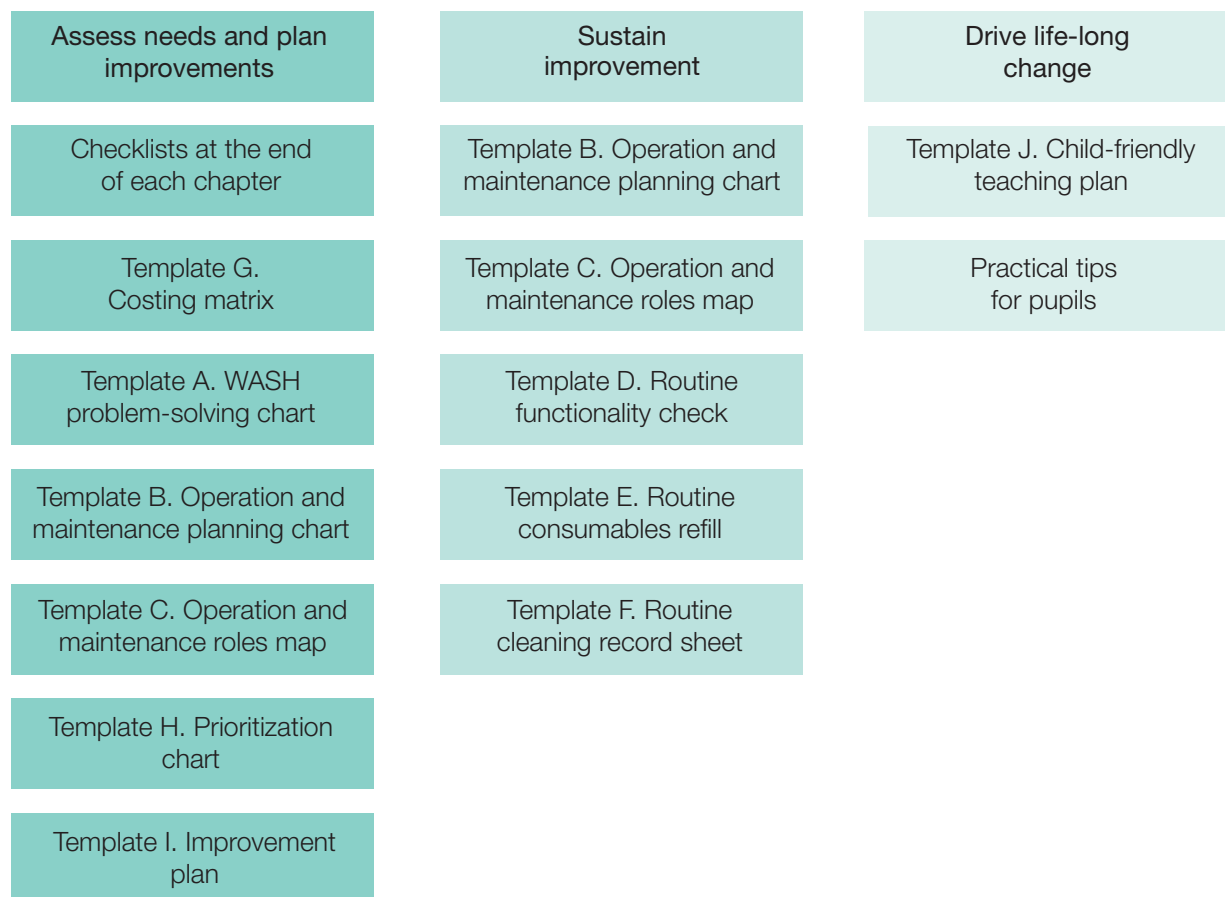 Assess needs and plan
improvements
Checklists at the end
of each chapter
Template G.
Costing matrix
Template A. WASH
problem-solving chart
Template B. Operation and
maintenance planning chart
Template C. Operation and
maintenance roles map
Template H. Prioritization
chart
Template I. Improvement
plan
Sustain
improvement
Template B. Operation and
maintenance planning chart
Template C. Operation and
maintenance roles map
Template D. Routine
functionality check
Template E. Routine
consumables refill
Template F. Routine
cleaning record sheet
Drive life-long
change
Template J. Child-friendly
teaching plan
Practical tips
for pupils